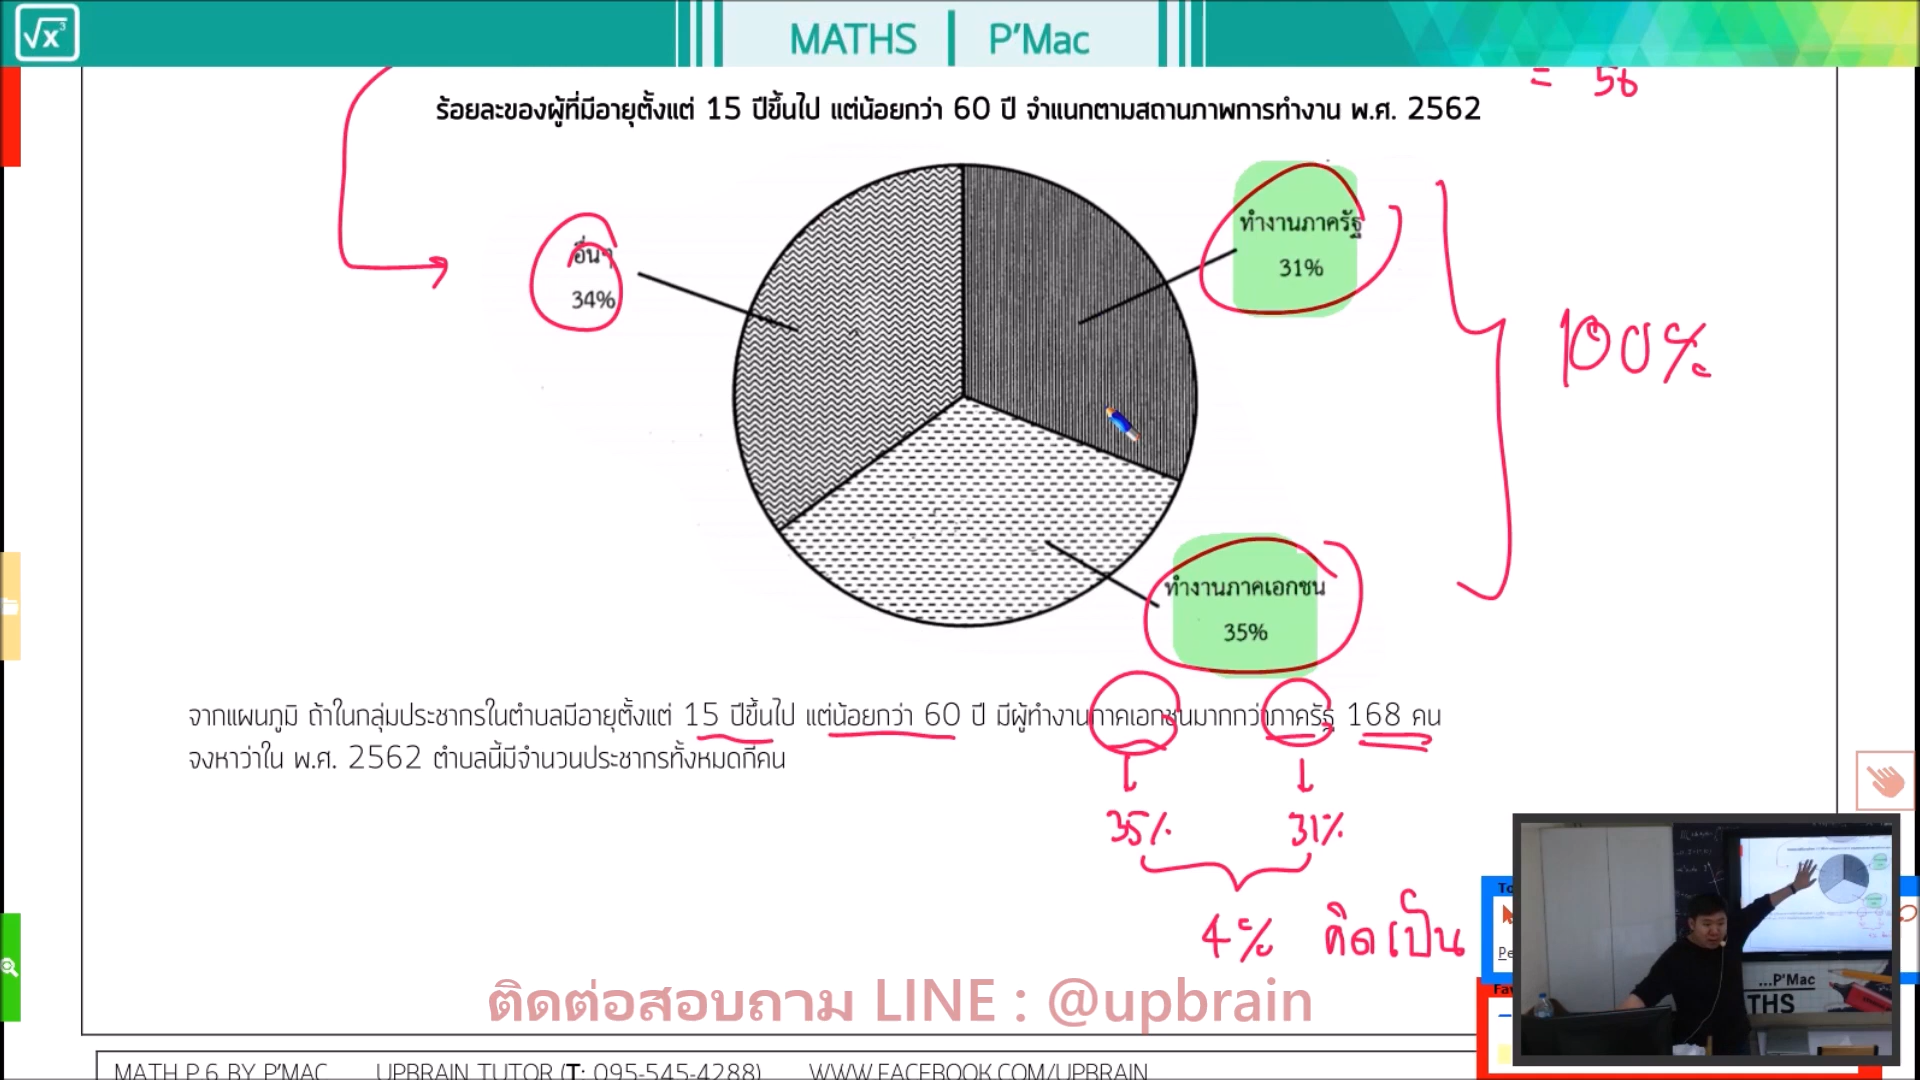 √x³
MATHS | P'Mac
= 56
ร้อยละของผู้ที่มีอายุตั้งแต่ 15 ปีขึ้นไป แต่น้อยกว่า 60 ปี จำแนกตามสถานภาพการทำงาน พ.ศ. 2562
ทำงานภาครัฐ
31%
อื่นๆ
34%
100%
ทำงานภาคเอกชน
35%
จากแผนภูมิ ถ้าในกลุ่มประชากรในตำบลมีอายุตั้งแต่ 15 ปีขึ้นไป แต่น้อยกว่า 60 ปี มีผู้ทำงานภาคเอกชนมากกว่าภาครัฐ 168 คน
จงหาว่าใน พ.ศ. 2562 ตำบลนี้มีจำนวนประชากรทั้งหมดกี่คน
35% 31%
4% คิดเป็น
ติดต่อสอบถาม LINE : @upbrain
...P'Mac
THS
MATH P.6 BY P'MAC UPBRAIN TUTOR (T: 095-545-4288) WWW.FACEBOOK.COM/UPBRAIN